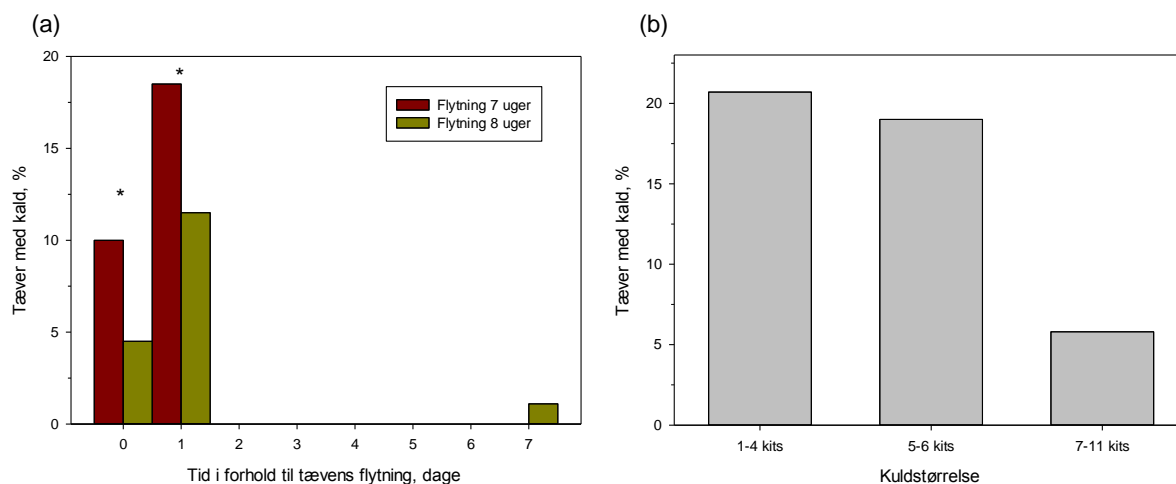 (a)
20
15
10
5
0
Tæver med kald, %
*
*
Flytning 7 uger
Flytning 8 uger
0 1 2 3 4 5 6 7
Tid i forhold til tævens flytning, dage
(b)
20
15
10
5
0
Tæver med kald, %
1-4 kits 5-6 kits 7-11 kits
Kuldstørrelse